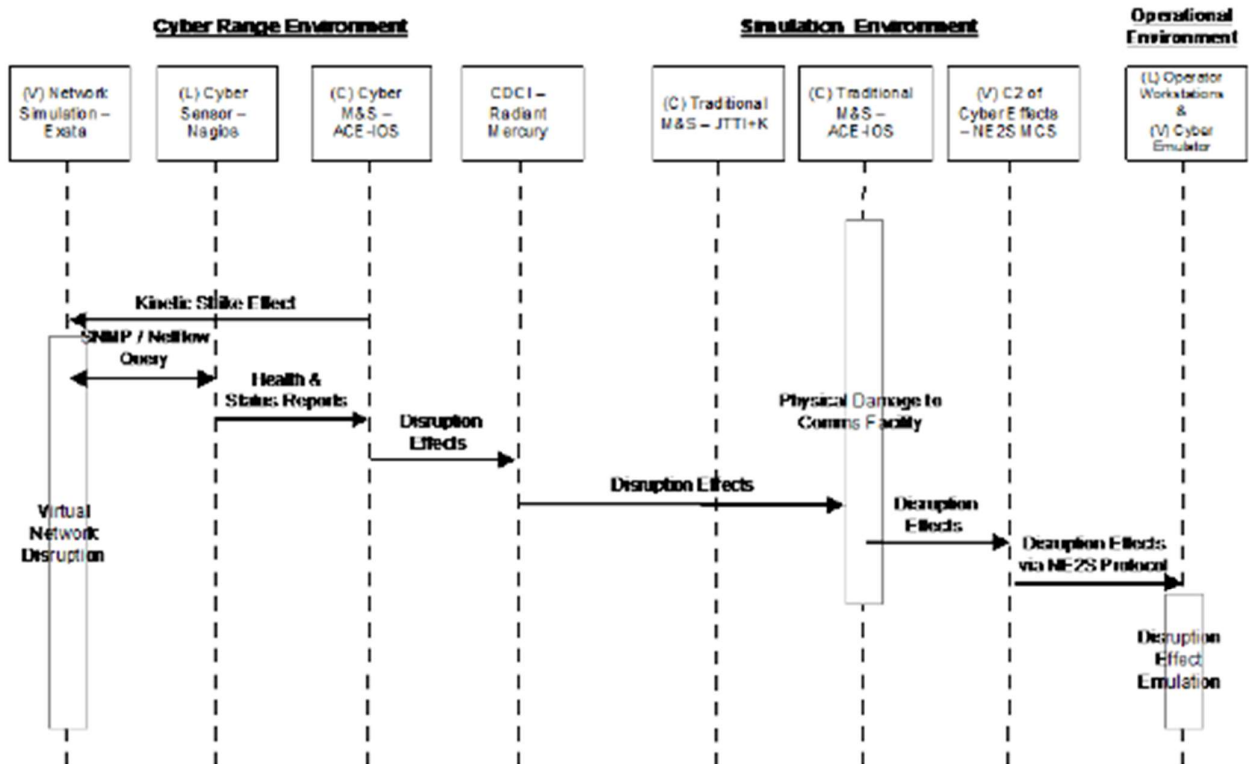 Cyber Range Environment
Simulation Environment
Operational
Environment
(V) Network
Simulation –
Exata
(L) Cyber
Sensor –
Nagios
(C) Cyber
M&S –
ACE-IOS
CDCI –
Radiant
Mercury
(C) Traditional
M&S – JTTI+K
(C) Traditional
M&S –
ACE-IOS
(V) C2 of
Cyber Effects
– NE2S MCS
(L) Operator
Workstations
&
(V) Cyber
Emulator
Kinetic Strike Effect
SNMP / Netflow
Query
Health &
Status Reports
Disruption
Effects
Physical Damage to
Comms Facility
Disruption Effects
Disruption
Effects
Disruption Effects
via NE2S Protocol
Virtual
Network
Disruption
Disruption
Effect
Emulation